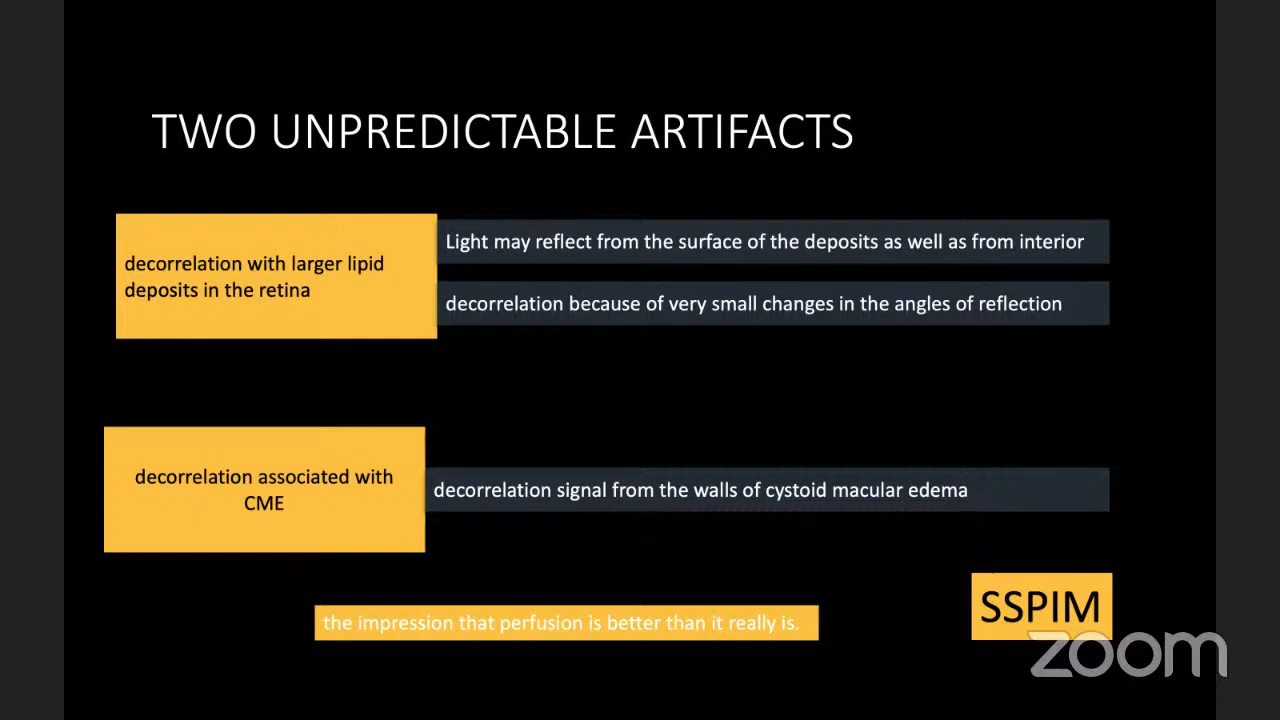 TWO UNPREDICTABLE ARTIFACTS
decorrelation with larger lipid
deposits in the retina
Light may reflect from the surface of the deposits as well as from interior
decorrelation because of very small changes in the angles of reflection
decorrelation associated with
CME
decorrelation signal from the walls of cystoid macular edema
the impression that perfusion is better than it really is.
SSPIM
zoom